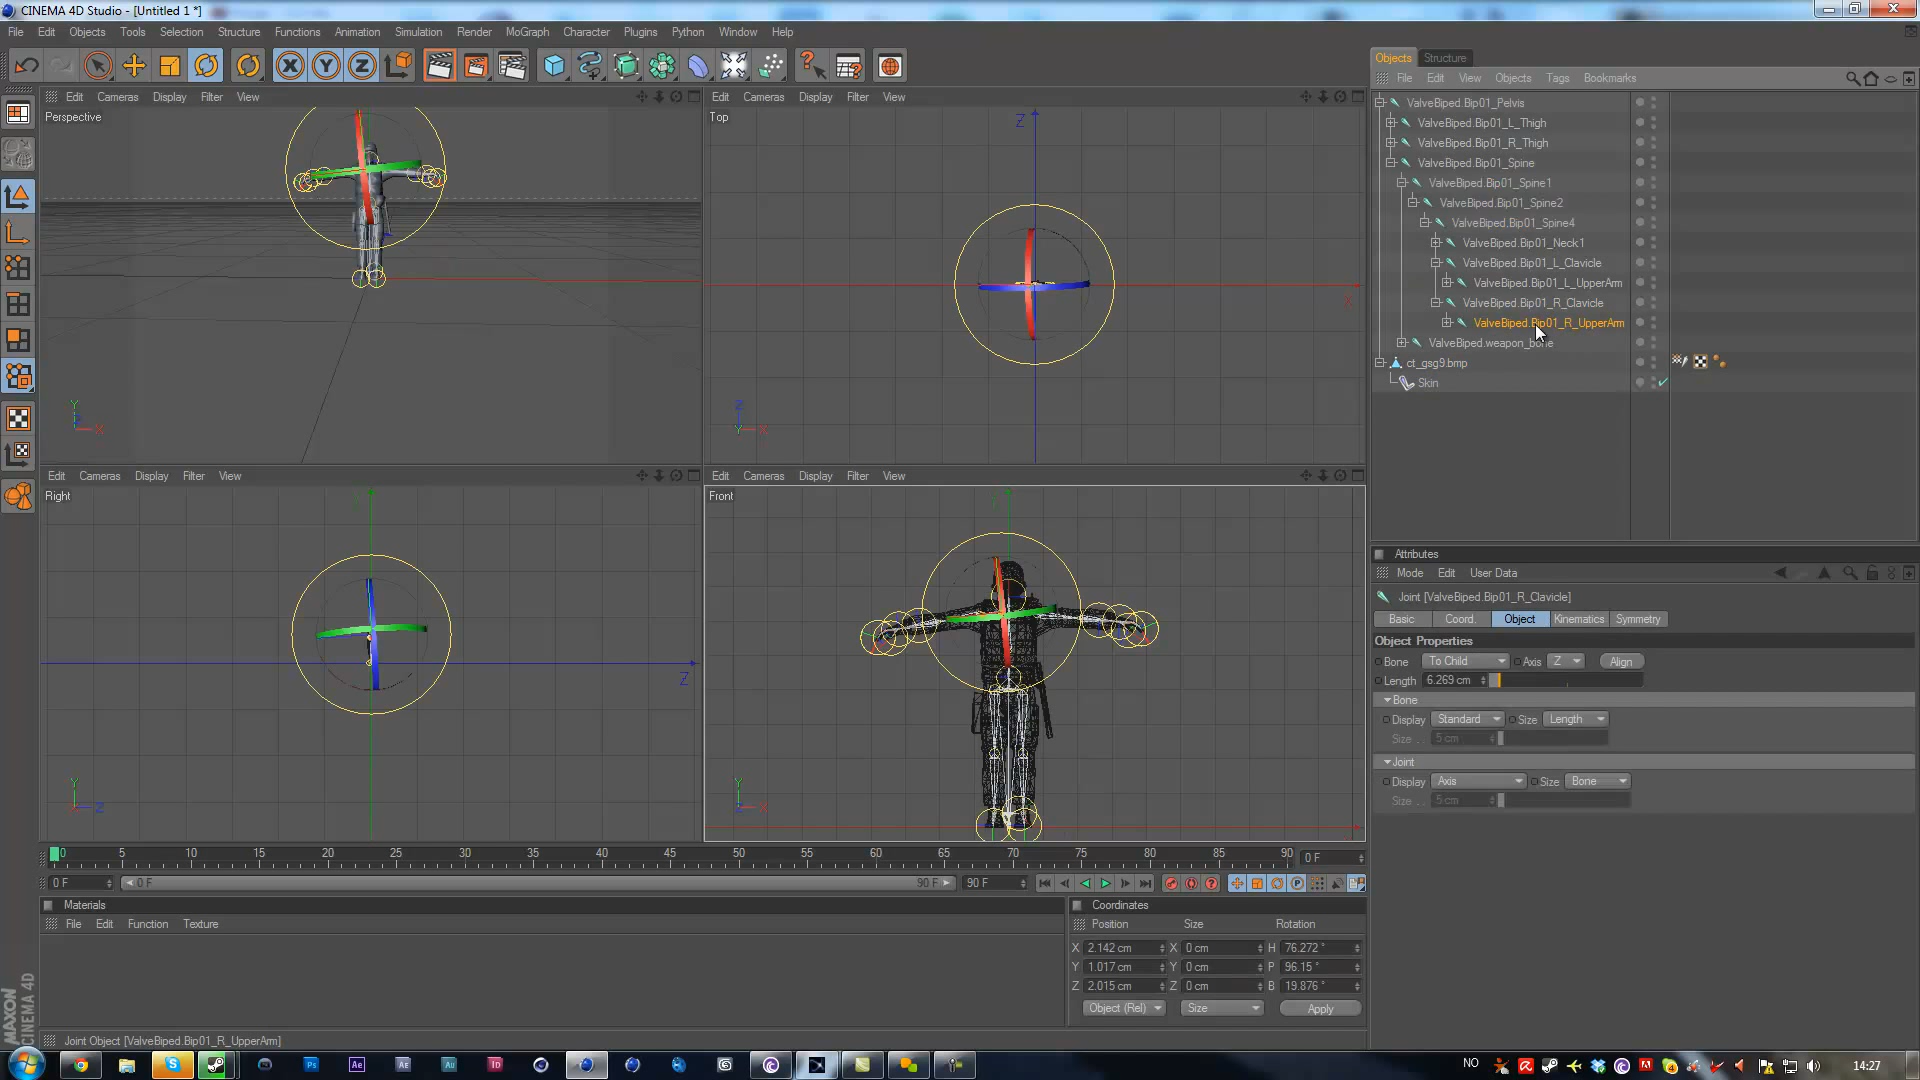 CINEMA 4D Studio - [Untitled 1 *]
File Edit Objects Tools Selection Structure Functions Animation Simulation Render MoGraph Character Plugins Python Window Help
Edit Cameras Display Filter View
Perspective
Y
X
Edit Cameras Display Filter View
Top
Z
X
Z
Y X
Edit Cameras Display Filter View
Right
Y
Z
Y
Z
Edit Cameras Display Filter View
Front
Y
Y
X
Objects Structure
File Edit View Objects Tags Bookmarks
ValveBiped.Bip01_Pelvis
ValveBiped.Bip01_L_Thigh
ValveBiped.Bip01_R_Thigh
ValveBiped.Bip01_Spine
ValveBiped.Bip01_Spine1
ValveBiped.Bip01_Spine2
ValveBiped.Bip01_Spine4
ValveBiped.Bip01_Neck1
ValveBiped.Bip01_L_Clavicle
ValveBiped.Bip01_L_UpperArm
ValveBiped.Bip01_R_Clavicle
ValveBiped.Bip01_R_UpperArm
ValveBiped.weapon_bone
ct_gsg9.bmp
Skin
Attributes
Mode Edit User Data
Joint [ValveBiped.Bip01_R_Clavicle]
Basic Coord. Object Kinematics Symmetry
Object Properties
Bone To Child Axis Z Align
Length 6.269 cm
Bone
Display Standard Size Length
Size . . 5 cm
Joint
Display Axis Size Bone
Size . . 5 cm
0 5 10 15 20 25 30 35 40 45 50 55 60 65 70 75 80 85 90 0 F
0 F 0 F 90 F 90 F
Materials
File Edit Function Texture
Coordinates
Position Size Rotation
X 2.142 cm X 0 cm H 76.272 °
Y 1.017 cm Y 0 cm P 96.15 °
Z 2.015 cm Z 0 cm B 19.876 °
Object (Rel) Size Apply
MAXON
CINEMA 4D
Joint Object [ValveBiped.Bip01_R_UpperArm]
NO 14:27